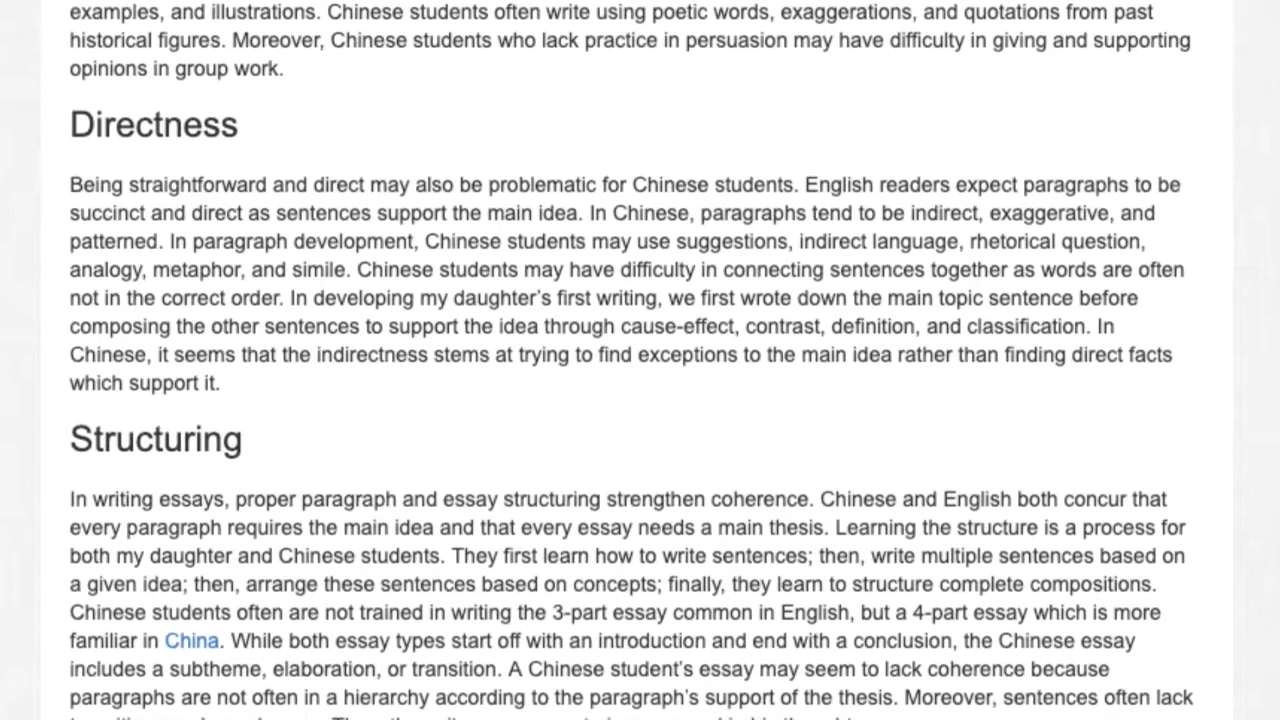 examples, and illustrations. Chinese students often write using poetic words, exaggerations, and quotations from past
historical figures. Moreover, Chinese students who lack practice in persuasion may have difficulty in giving and supporting
opinions in group work.
Directness
Being straightforward and direct may also be problematic for Chinese students. English readers expect paragraphs to be
succinct and direct as sentences support the main idea. In Chinese, paragraphs tend to be indirect, exaggerative, and
patterned. In paragraph development, Chinese students may use suggestions, indirect language, rhetorical question,
analogy, metaphor, and simile. Chinese students may have difficulty in connecting sentences together as words are often
not in the correct order. In developing my daughter’s first writing, we first wrote down the main topic sentence before
composing the other sentences to support the idea through cause-effect, contrast, definition, and classification. In
Chinese, it seems that the indirectness stems at trying to find exceptions to the main idea rather than finding direct facts
which support it.
Structuring
In writing essays, proper paragraph and essay structuring strengthen coherence. Chinese and English both concur that
every paragraph requires the main idea and that every essay needs a main thesis. Learning the structure is a process for
both my daughter and Chinese students. They first learn how to write sentences; then, write multiple sentences based on
a given idea; then, arrange these sentences based on concepts; finally, they learn to structure complete compositions.
Chinese students often are not trained in writing the 3-part essay common in English, but a 4-part essay which is more
familiar in China. While both essay types start off with an introduction and end with a conclusion, the Chinese essay
includes a subtheme, elaboration, or transition. A Chinese student’s essay may seem to lack coherence because
paragraphs are not often in a hierarchy according to the paragraph’s support of the thesis. Moreover, sentences often lack